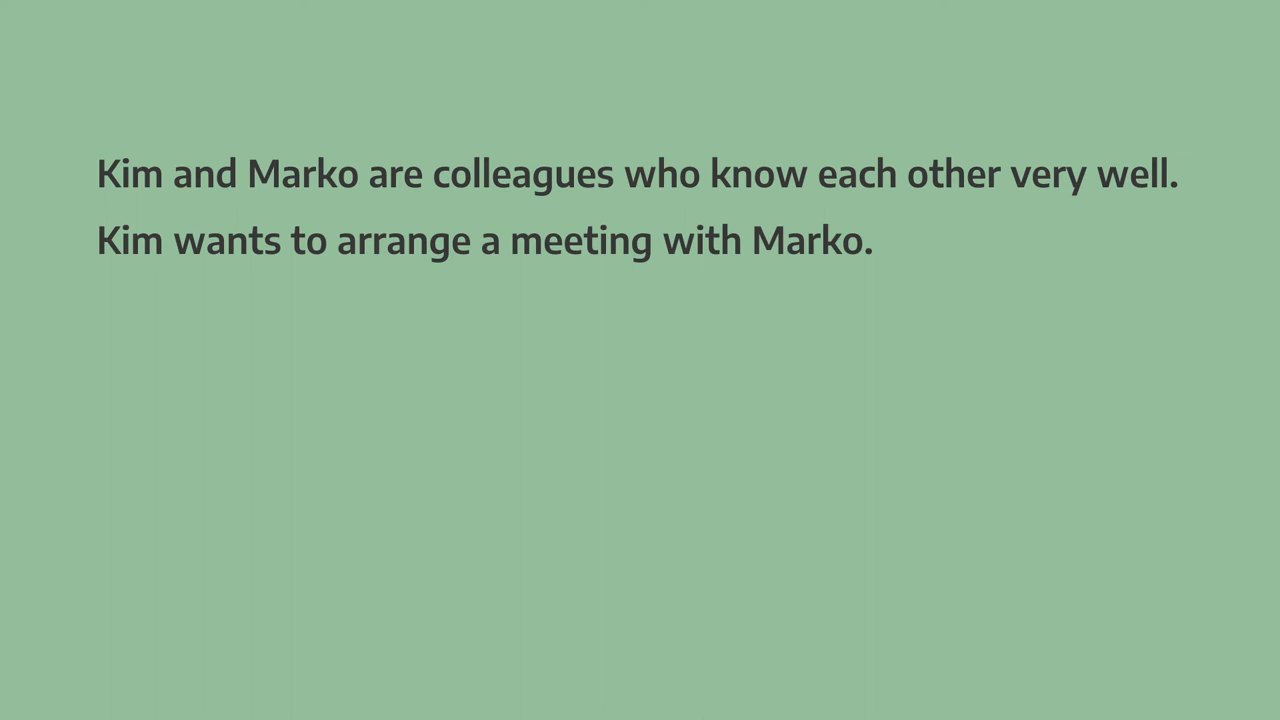 Kim and Marko are colleagues who know each other very well.
Kim wants to arrange a meeting with Marko.